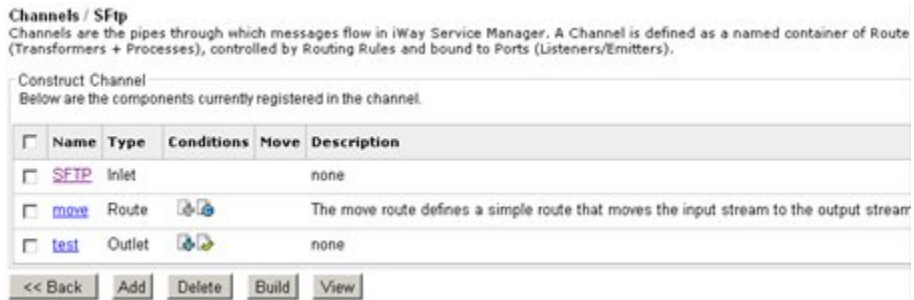 Channels / SFtp
Channels are the pipes through which messages flow in iWay Service Manager. A Channel is defined as a named container of Route
(Transformers + Processes), controlled by Routing Rules and bound to Ports (Listeners/Emitters).
Construct Channel
Below are the components currently registered in the channel.
Name Type Conditions Move Description
SFTP Inlet none
move Route The move route defines a simple route that moves the input stream to the output stream
test Outlet none
<< Back Add Delete Build View